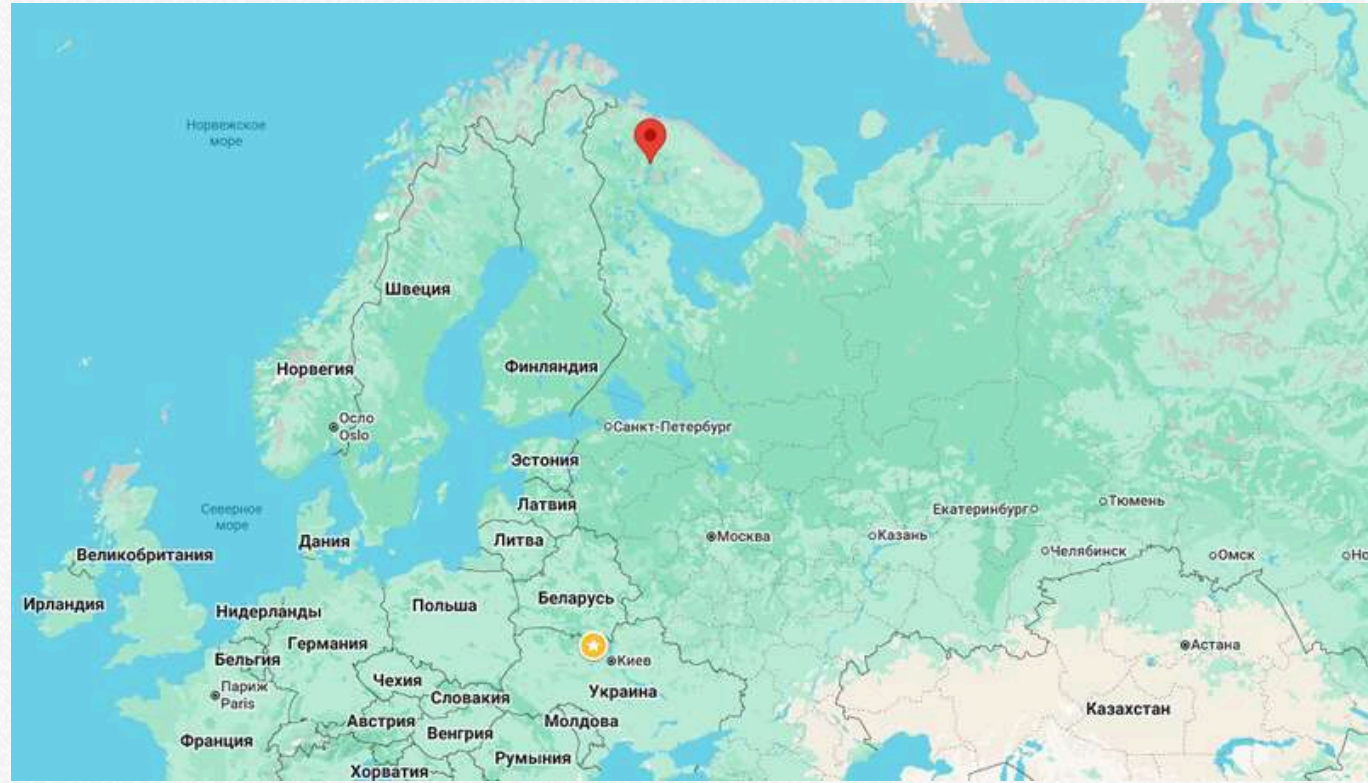 Норвежское
море
Швеция
Норвегия
Финляндия
Осло
Oslo
Санкт-Петербург
Эстония
Северное
море
Латвия
Екатеринбург
Тюмень
Дания
Литва
Москва
Казань
Великобритания
Челябинск
Омск
Но
Ирландия
Нидерланды
Польша
Беларусь
Германия
Бельгия
Киев
Астана
Чехия
Париж
Paris
Словакия
Украина
Австрия
Венгрия
Молдова
Казахстан
Франция
Румыния
Хорватия